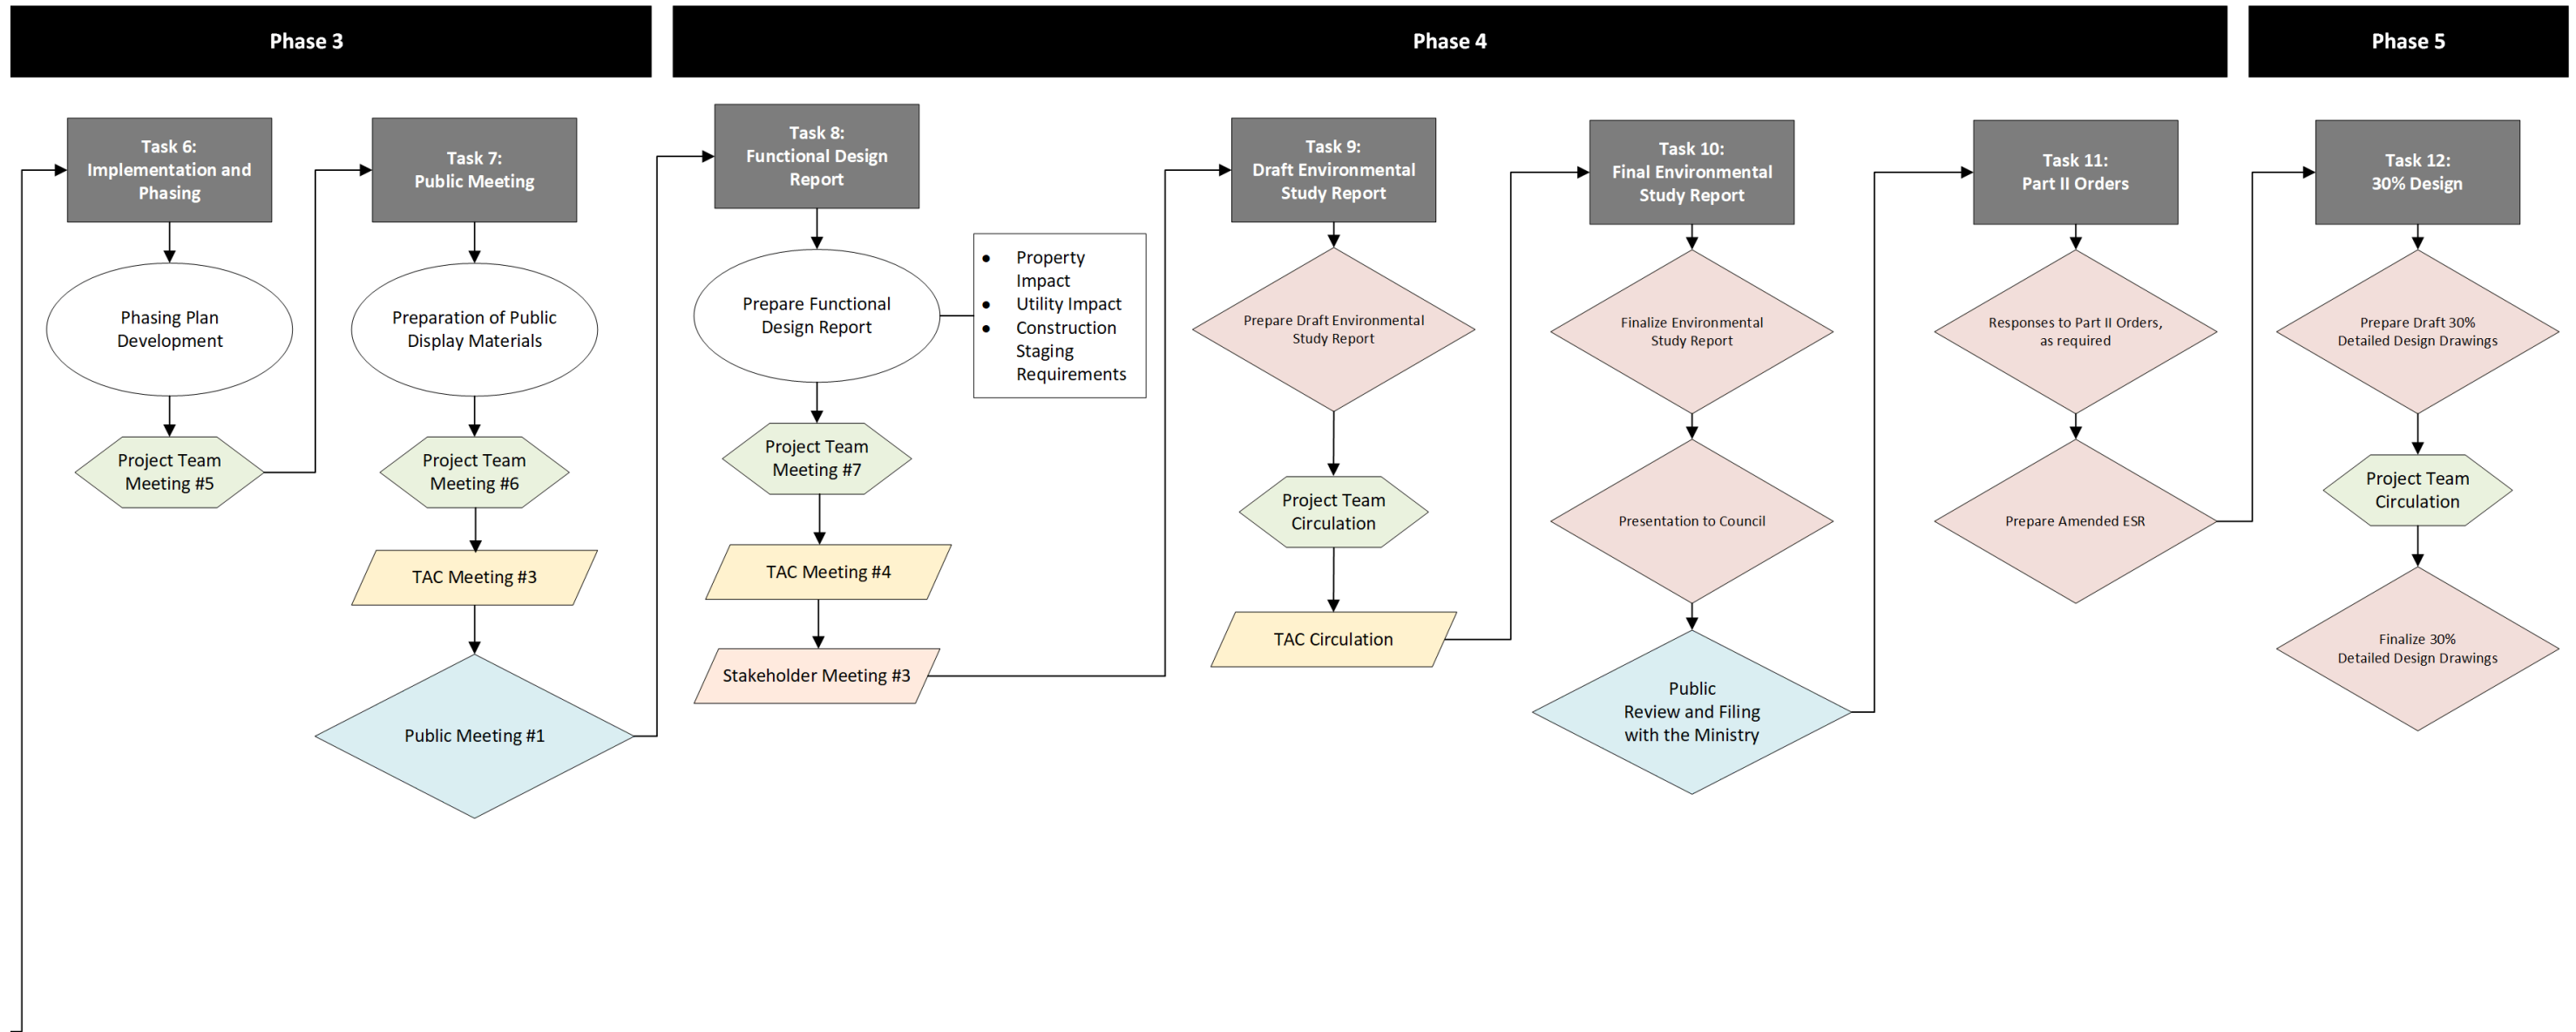 Phase 3
Phase 4
Phase 5
Task 6:
Implementation and
Phasing
Phasing Plan
Development
Project Team
Meeting #5
Task 7:
Public Meeting
Preparation of Public
Display Materials
Project Team
Meeting #6
TAC Meeting #3
Public Meeting #1
Task 8:
Functional Design
Report
Prepare Functional
Design Report
● Property
Impact
● Utility Impact
● Construction
Staging
Requirements
Project Team
Meeting #7
TAC Meeting #4
Stakeholder Meeting #3
Task 9:
Draft Environmental
Study Report
Prepare Draft Environmental
Study Report
Project Team
Circulation
TAC Circulation
Task 10:
Final Environmental
Study Report
Finalize Environmental
Study Report
Presentation to Council
Public
Review and Filing
with the Ministry
Task 11:
Part II Orders
Responses to Part II Orders,
as required
Prepare Amended ESR
Task 12:
30% Design
Prepare Draft 30%
Detailed Design Drawings
Project Team
Circulation
Finalize 30%
Detailed Design Drawings